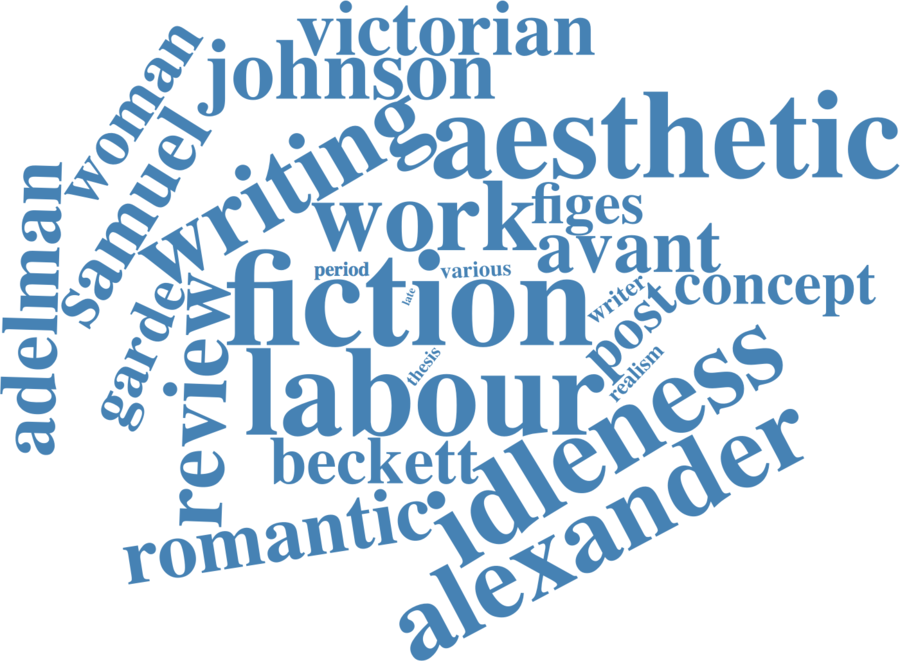 victorian
johnson
woman
samuel
writing
aesthetic
adelman
work
figes
avant
garde
fiction
period
various
late
concept
writer
post
review
labour
thesis
realism
idleness
beckett
romantic
alexander